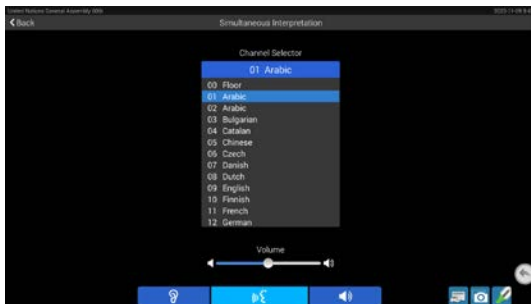 United Nations General Assembly
Back
Simultaneous Interpretation
Channel Selector
01 Arabic
00 Floor
01 Arabic
02 Arabic
03 Bulgarian
04 Catalan
05 Chinese
06 Czech
07 Danish
08 Dutch
09 English
10 Finnish
11 French
12 German
Volume